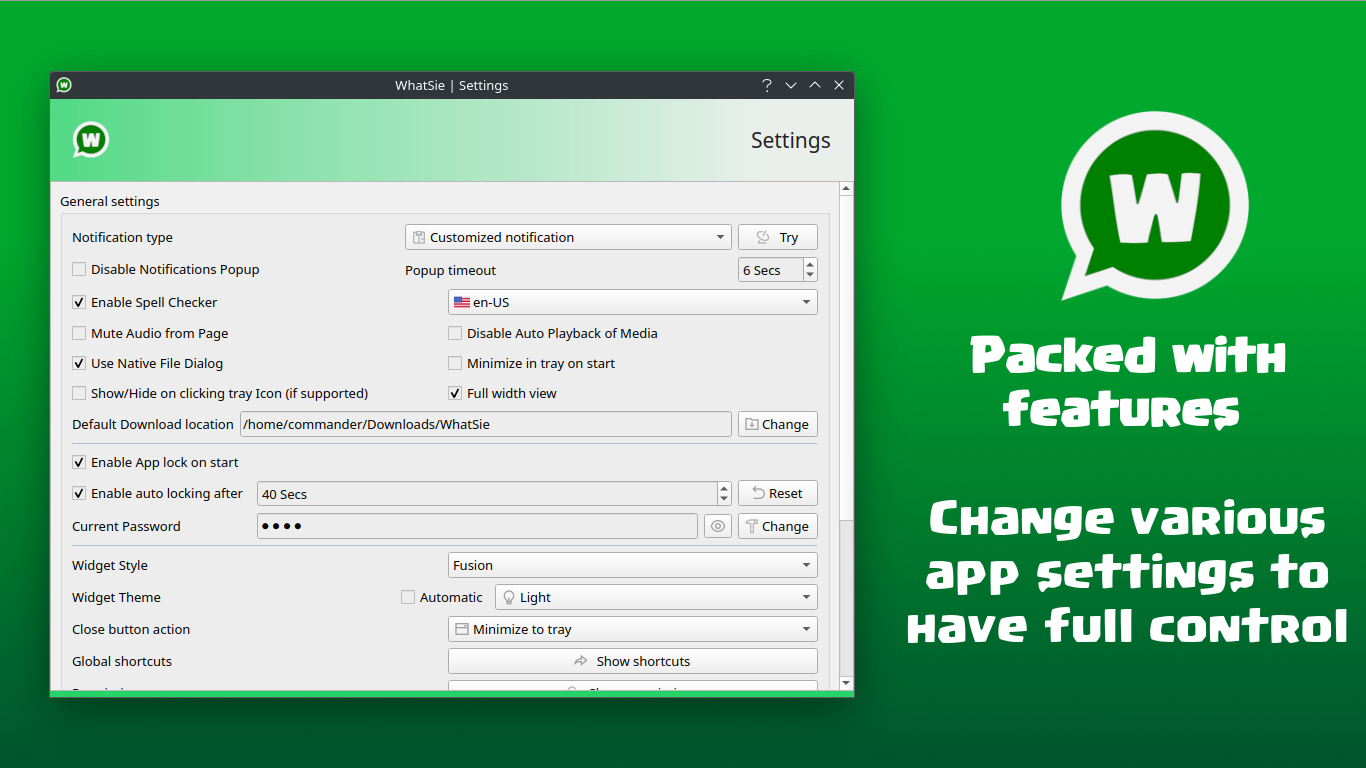 WhatSie | Settings
W
Settings
General settings
Notification type Customized notification Try
Disable Notifications Popup Popup timeout 6 Secs
Enable Spell Checker en-US
Mute Audio from Page Disable Auto Playback of Media
Use Native File Dialog Minimize in tray on start
Show/Hide on clicking tray Icon (if supported) Full width view
Default Download location /home/commander/Downloads/WhatSie Change
Enable App lock on start
Enable auto locking after 40 Secs Reset
Current Password ●●●● Change
Widget Style Fusion
Widget Theme Automatic Light
Close button action Minimize to tray
Global shortcuts Show shortcuts
W
Packed with
features
Change various
app settings to
have full control